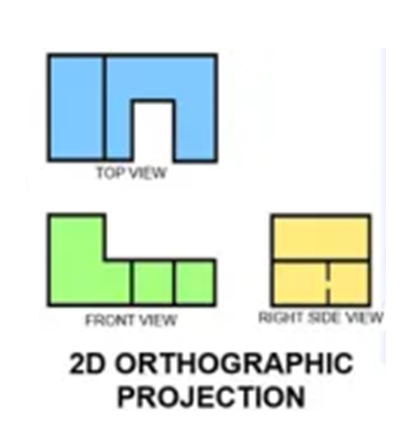 TOP VIEW
FRONT VIEW
RIGHT SIDE VIEW
2D ORTHOGRAPHIC
PROJECTION